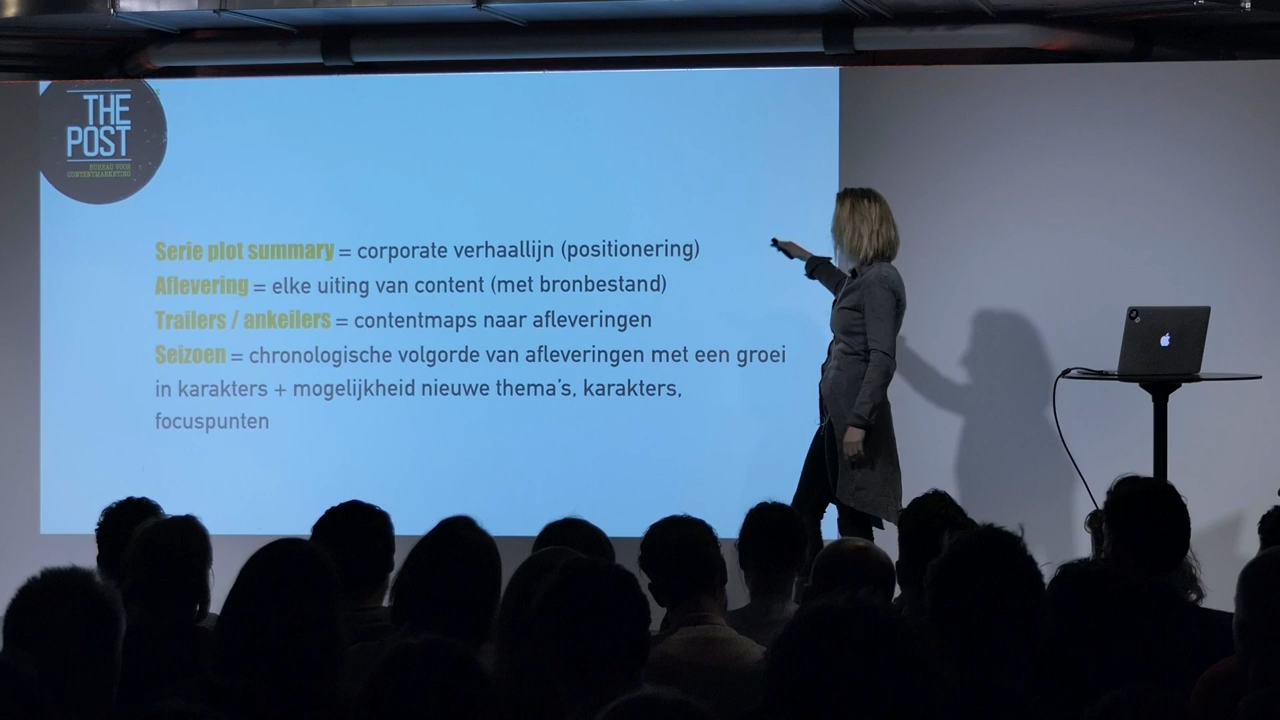 THE
POST
BUREAU VOOR
CONTENTMARKETING
Serie plot summary = corporate verhaallijn (positionering)
Aflevering = elke uiting van content (met bronbestand)
Trailers / ankeilers = contentmaps naar afleveringen
Seizoen = chronologische volgorde van afleveringen met een groei
in karakters + mogelijkheid nieuwe thema's, karakters,
focuspunten